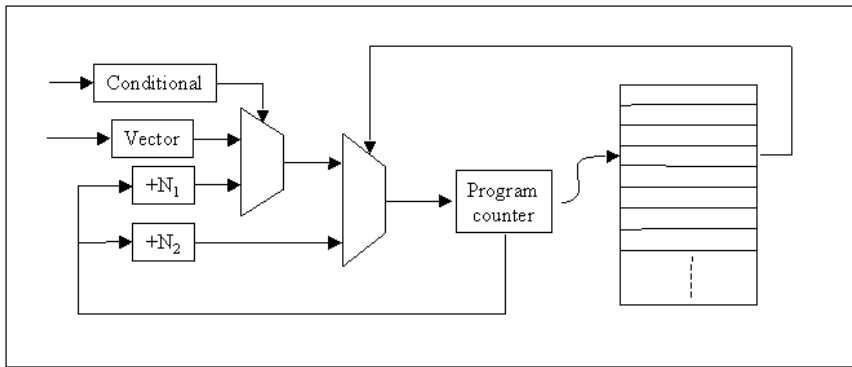 Conditional
Vector
+N1
+N2
Program
counter